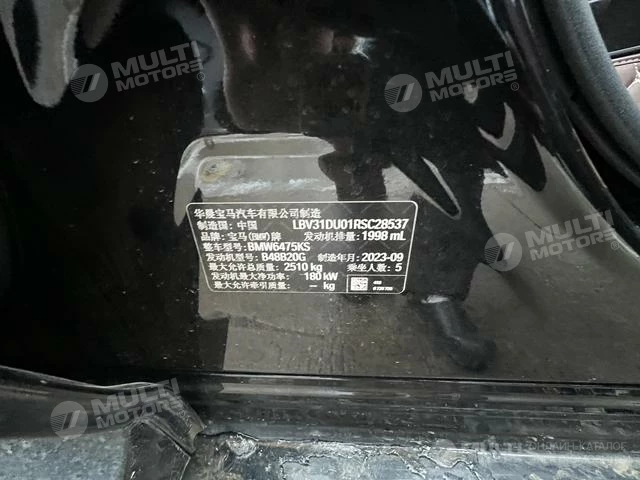 MULTI
MOTORS
MULTI
MOTORS
华晨宝马汽车有限公司制造
制造国: 中国 LBV31DU01RSC28537
品牌: 宝马(BMW)牌 发动机排量: 1998 mL
整车型号: BMW6475KS
发动机型号: B48B20G 制造年月: 2023-09
最大允许总质量: 2510 kg 乘坐人数: 5
发动机最大净功率: 180 kW
最大允许牵引质量: — kg
MULTI
MOTORS
MULTI
MOTORS
ОНЛАЙН-КАТАЛОГ